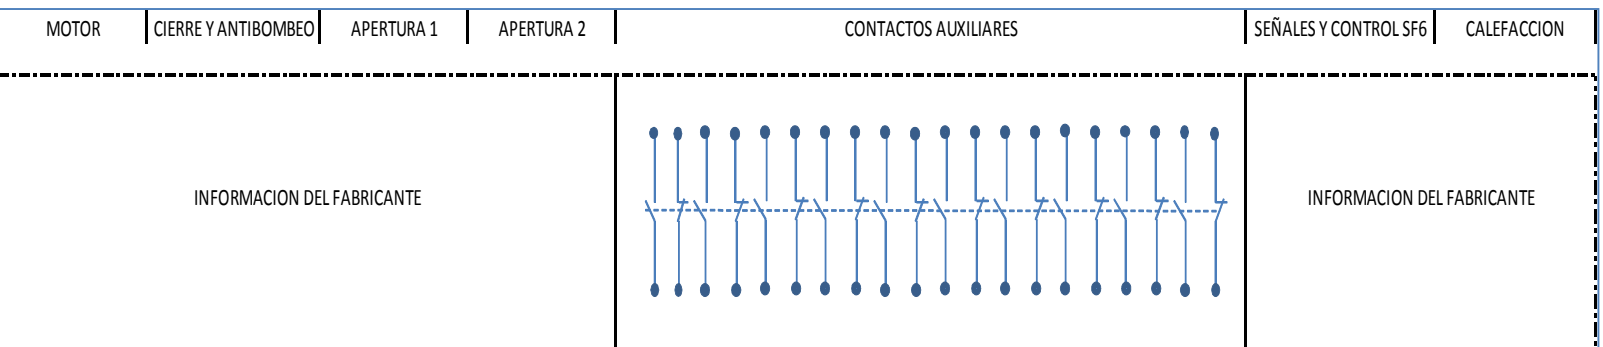 MOTOR
CIERRE Y ANTIBOMBEO
APERTURA 1
APERTURA 2
CONTACTOS AUXILIARES
SEÑALES Y CONTROL SF6
CALEFACCION
INFORMACION DEL FABRICANTE
INFORMACION DEL FABRICANTE